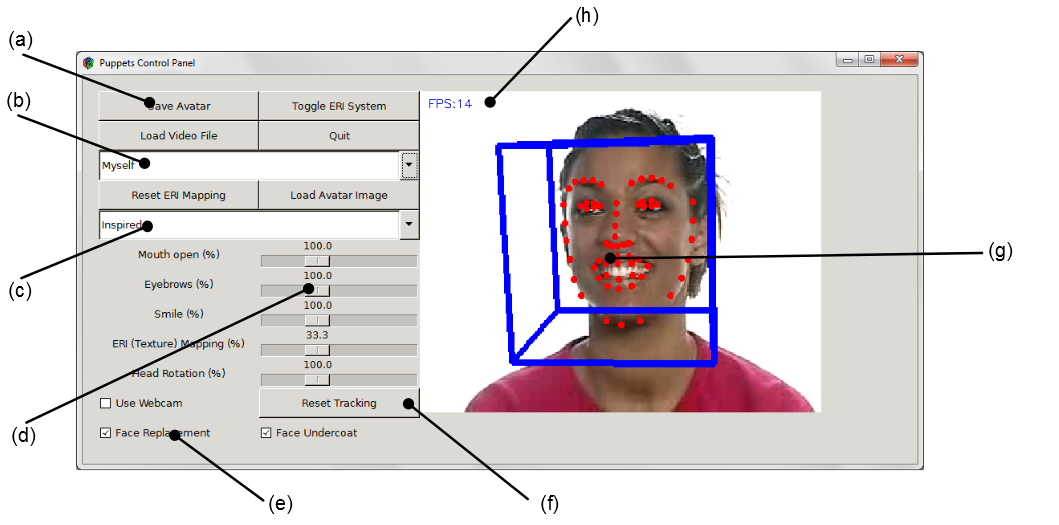 (h)
(a)
Puppets Control Panel
(b)
Save Avatar
Toggle ERI System
FPS:14
Load Video File
Quit
Myself
Reset ERI Mapping
Load Avatar Image
Inspired
Mouth open (%)
100.0
(g)
Eyebrows (%)
100.0
(c)
Smile (%)
100.0
ERI (Texture) Mapping (%)
33.3
Head Rotation (%)
100.0
Use Webcam
Reset Tracking
(d)
Face Replacement
Face Undercoat
(e)
(f)